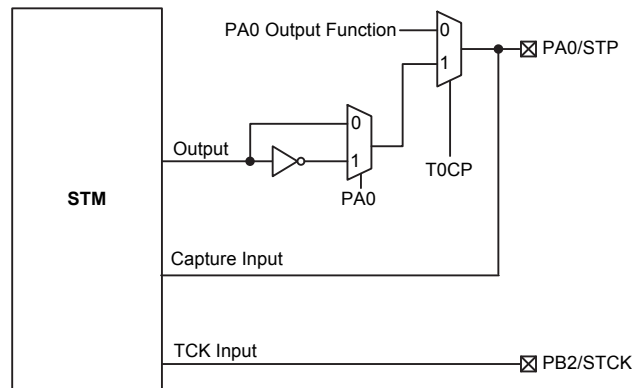 PA0 Output Function
0
1
PA0/STP
Output
0
1
T0CP
PA0
STM
Capture Input
TCK Input
PB2/STCK